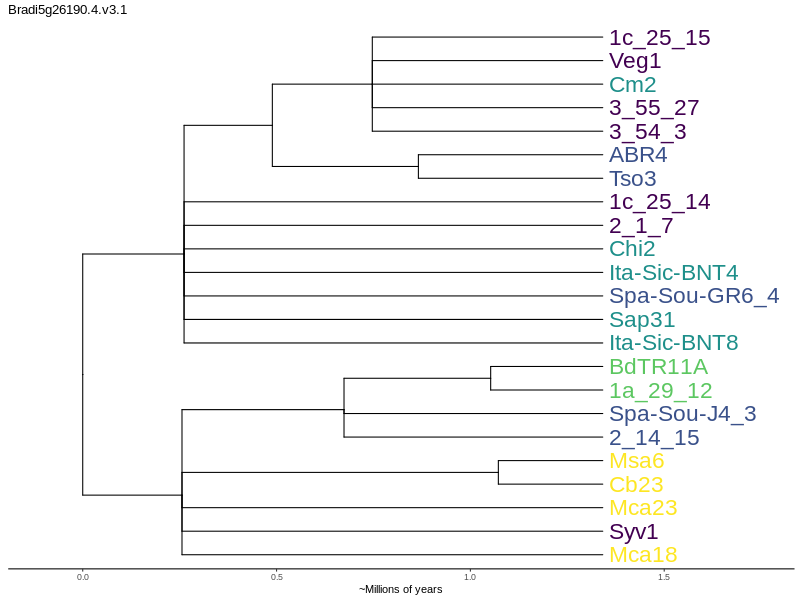 Bradi5g26190.4.v3.1
1c_25_15
Veg1
Cm2
3_55_27
3_54_3
ABR4
Tso3
1c_25_14
2_1_7
Chi2
Ita-Sic-BNT4
Spa-Sou-GR6_4
Sap31
Ita-Sic-BNT8
BdTR11A
1a_29_12
Spa-Sou-J4_3
2_14_15
Msa6
Cb23
Mca23
Syv1
Mca18
0.0 0.5 1.0 1.5
~Millions of years